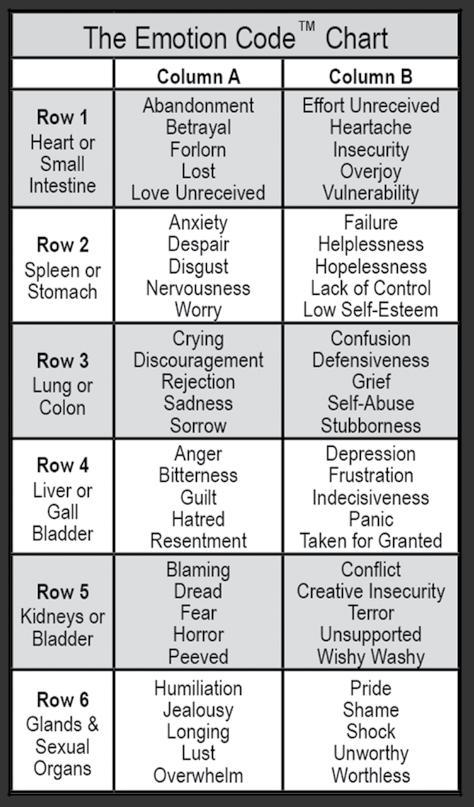 The Emotion Code™ Chart
Column A
Column B
Row 1
Heart or
Small
Intestine
Abandonment
Betrayal
Forlorn
Lost
Love Unreceived
Effort Unreceived
Heartache
Insecurity
Overjoy
Vulnerability
Row 2
Spleen or
Stomach
Anxiety
Despair
Disgust
Nervousness
Worry
Failure
Helplessness
Hopelessness
Lack of Control
Low Self-Esteem
Row 3
Lung or
Colon
Crying
Discouragement
Rejection
Sadness
Sorrow
Confusion
Defensiveness
Grief
Self-Abuse
Stubborness
Row 4
Liver or
Gall
Bladder
Anger
Bitterness
Guilt
Hatred
Resentment
Depression
Frustration
Indecisiveness
Panic
Taken for Granted
Row 5
Kidneys or
Bladder
Blaming
Dread
Fear
Horror
Peeved
Conflict
Creative Insecurity
Terror
Unsupported
Wishy Washy
Row 6
Glands &
Sexual
Organs
Humiliation
Jealousy
Longing
Lust
Overwhelm
Pride
Shame
Shock
Unworthy
Worthless